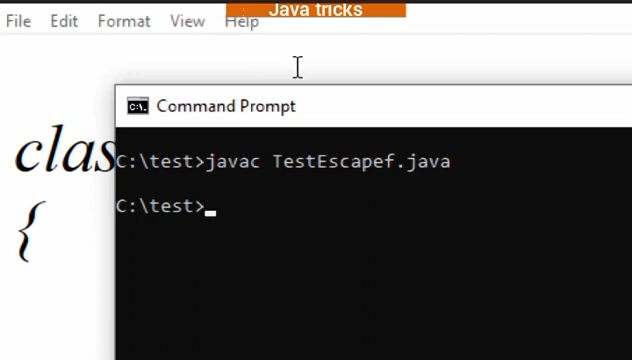 Java tricks
File Edit Format View Help
Command Prompt
clas
C:\test>javac TestEscapef.java
{
C:\test>